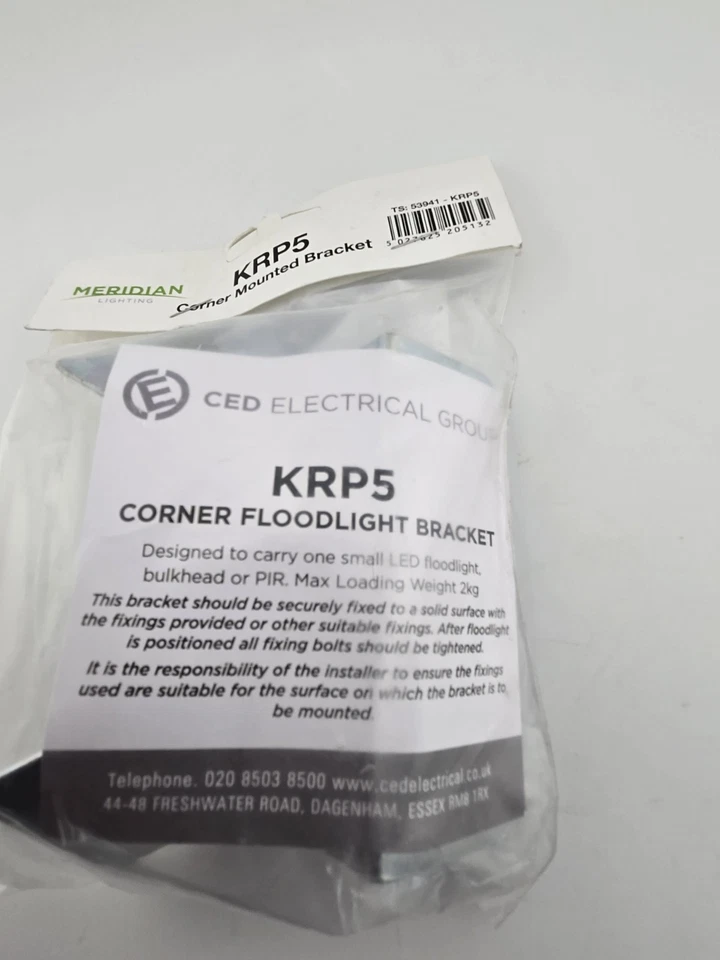 TS: 53941 - KRP5
5 023625 205132
KRP5
Corner Mounted Bracket
MERIDIAN
LIGHTING
CED ELECTRICAL GROUP
KRP5
CORNER FLOODLIGHT BRACKET
Designed to carry one small LED floodlight,
bulkhead or PIR. Max Loading Weight 2kg
This bracket should be securely fixed to a solid surface with
the fixings provided or other suitable fixings. After floodlight
is positioned all fixing bolts should be tightened.
It is the responsibility of the installer to ensure the fixings
used are suitable for the surface on which the bracket is to
be mounted.
Telephone. 020 8503 8500 www.cedelectrical.co.uk
44-48 FRESHWATER ROAD, DAGENHAM, ESSEX RM8 1RX